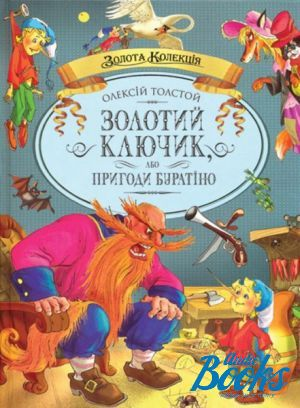 Золота Колекція
ОЛЕКСІЙ ТОЛСТОЙ
ЗОЛОТИЙ
КЛЮЧИК,
АБО
ПРИГОДИ БУРАТІНО
Books